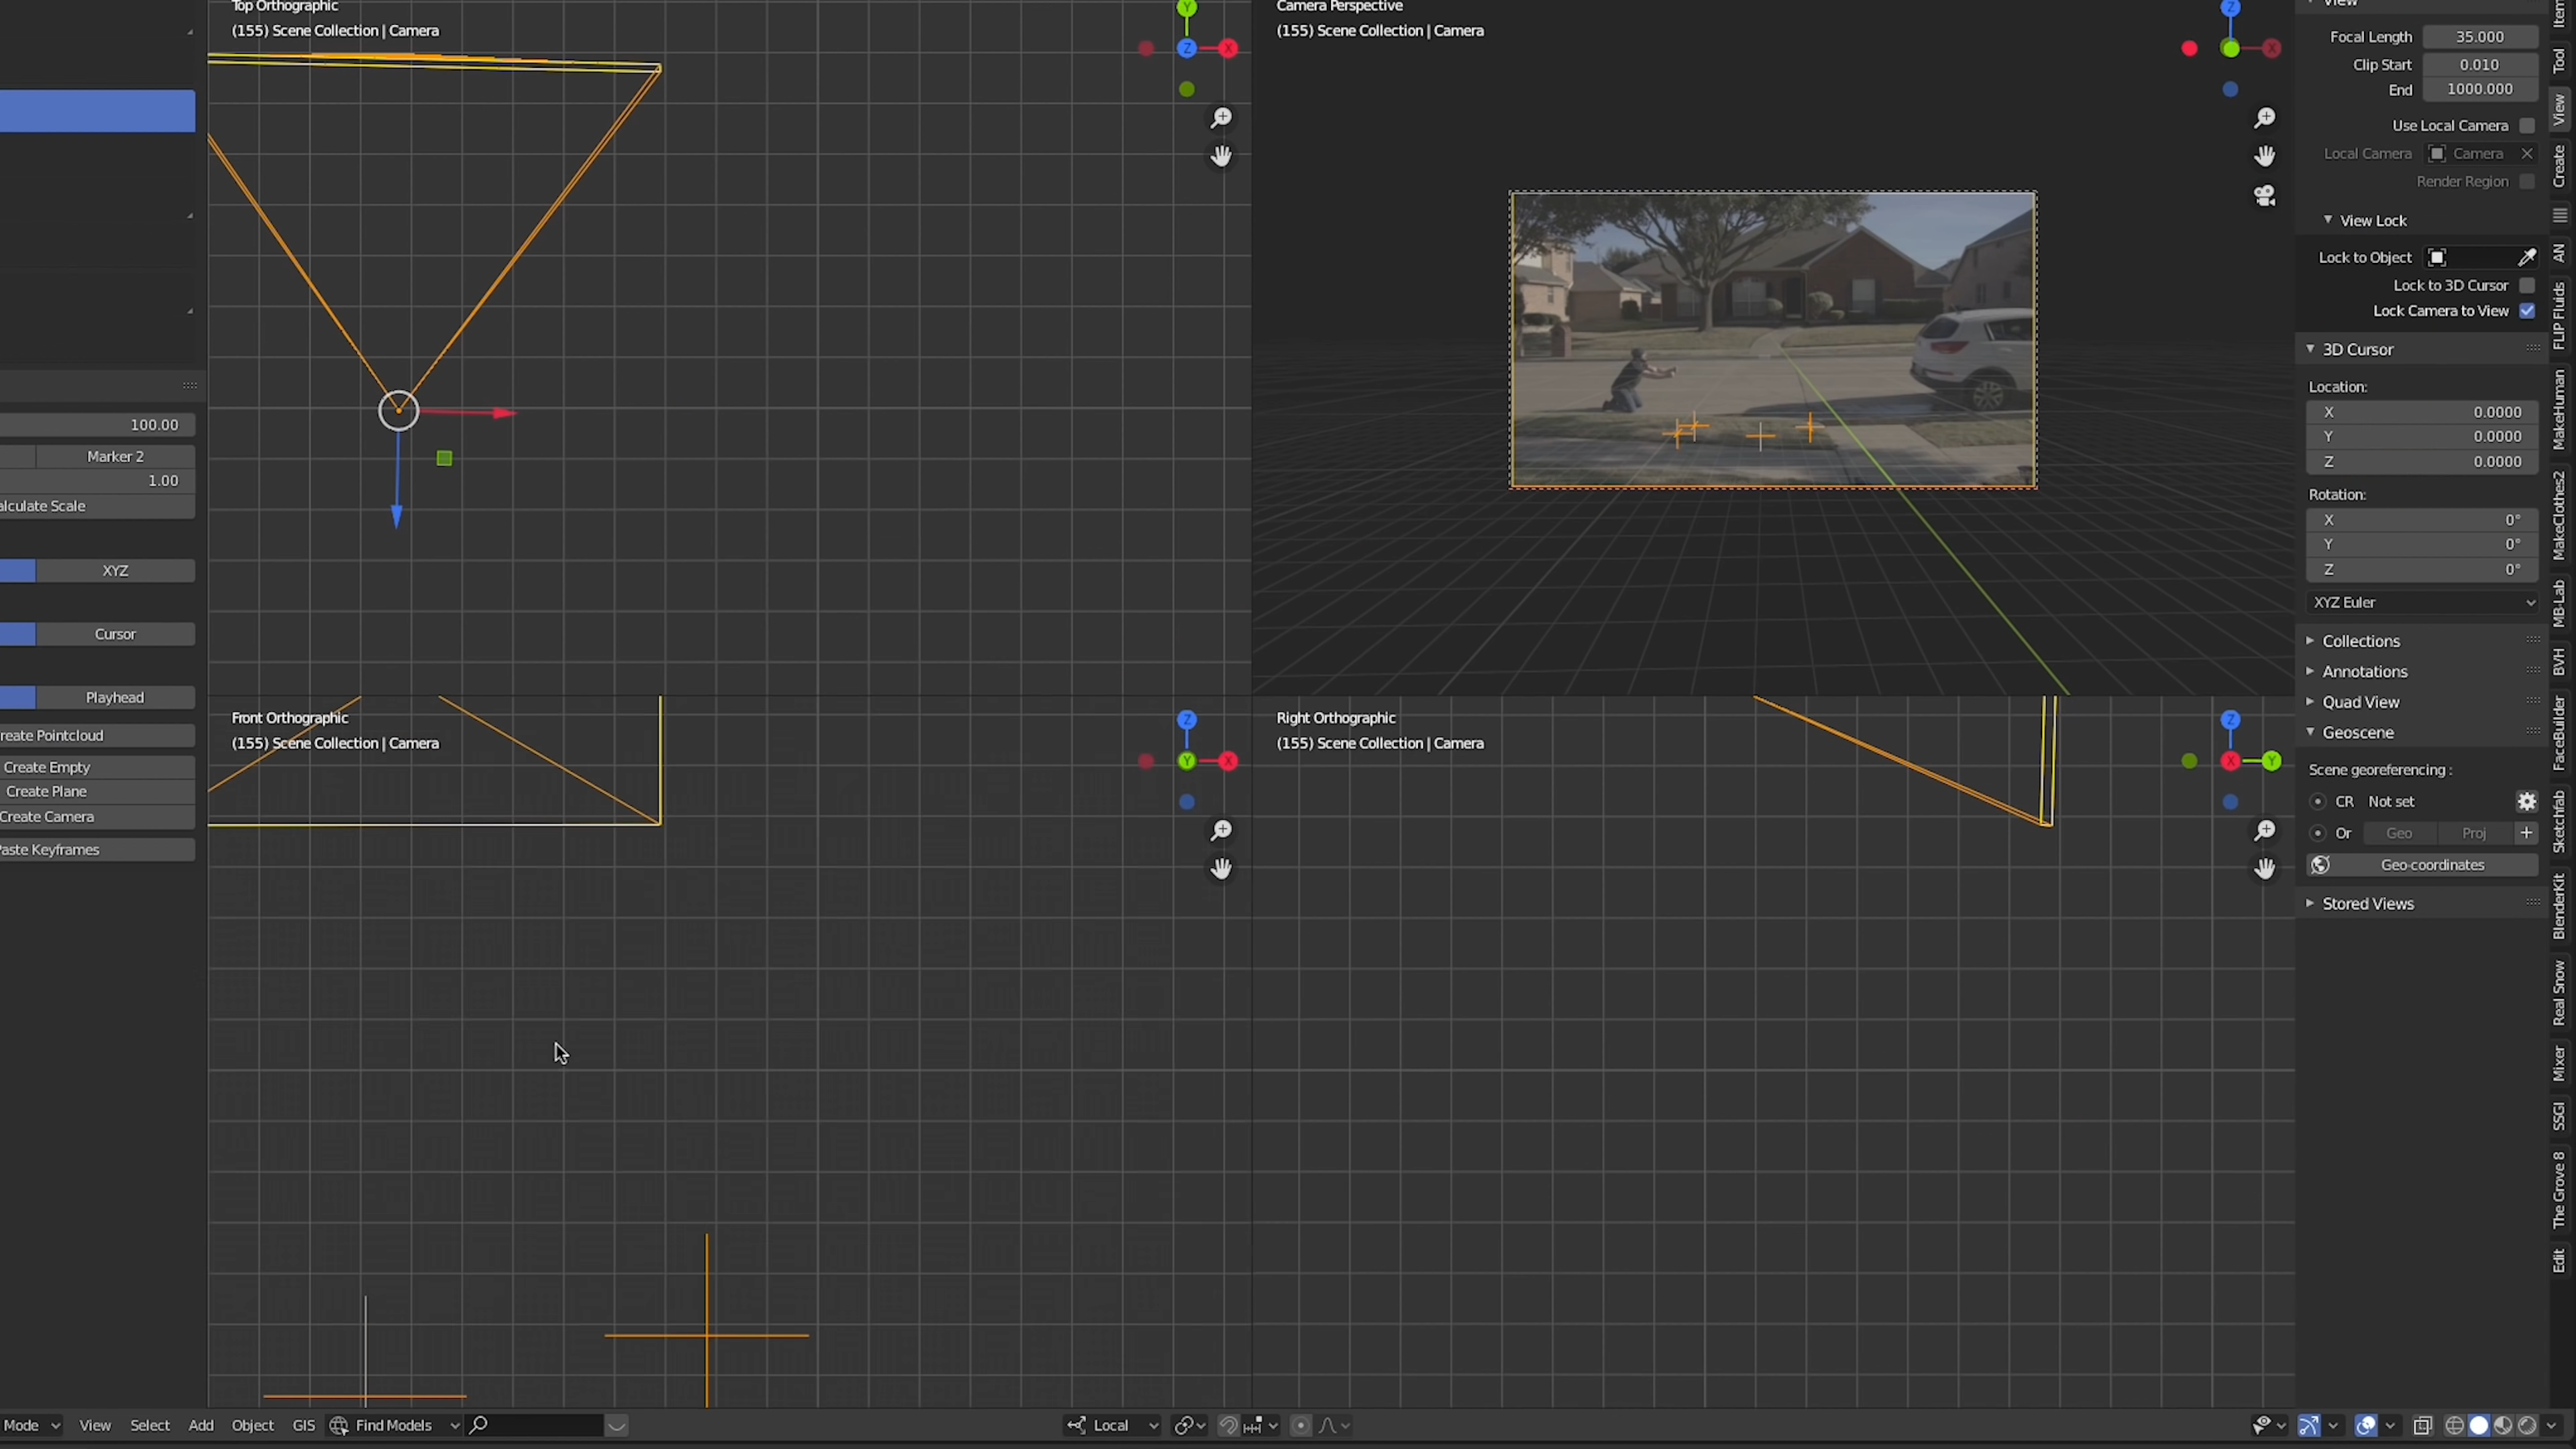 Top Orthographic
(155) Scene Collection | Camera
Camera Perspective
(155) Scene Collection | Camera
Front Orthographic
(155) Scene Collection | Camera
Right Orthographic
(155) Scene Collection | Camera
100.00
Marker 2
1.00
alculate Scale
XYZ
Cursor
Playhead
reate Pointcloud
Create Empty
Create Plane
Create Camera
aste Keyframes
View
Focal Length 35.000
Clip Start 0.010
End 1000.000
Use Local Camera
Local Camera Camera
Render Region
View Lock
Lock to Object
Lock to 3D Cursor
Lock Camera to View
3D Cursor
Location:
X 0.0000
Y 0.0000
Z 0.0000
Rotation:
X 0°
Y 0°
Z 0°
XYZ Euler
Collections
Annotations
Quad View
Geoscene
Scene georeferencing :
CR Not set
Or Geo Proj +
Geo-coordinates
Stored Views
Item
Tool
View
Create
AN
FLIP Fluids
MakeHuman
MakeClothes2
MB-Lab
BVH
FaceBuilder
Sketchfab
BlenderKit
Real Snow
Mixer
SSGI
The Grove 8
Edit
Z
X
Y
Z
X
Z
Y
X
Z
X
Y
Mode View Select Add Object GIS Find Models Local